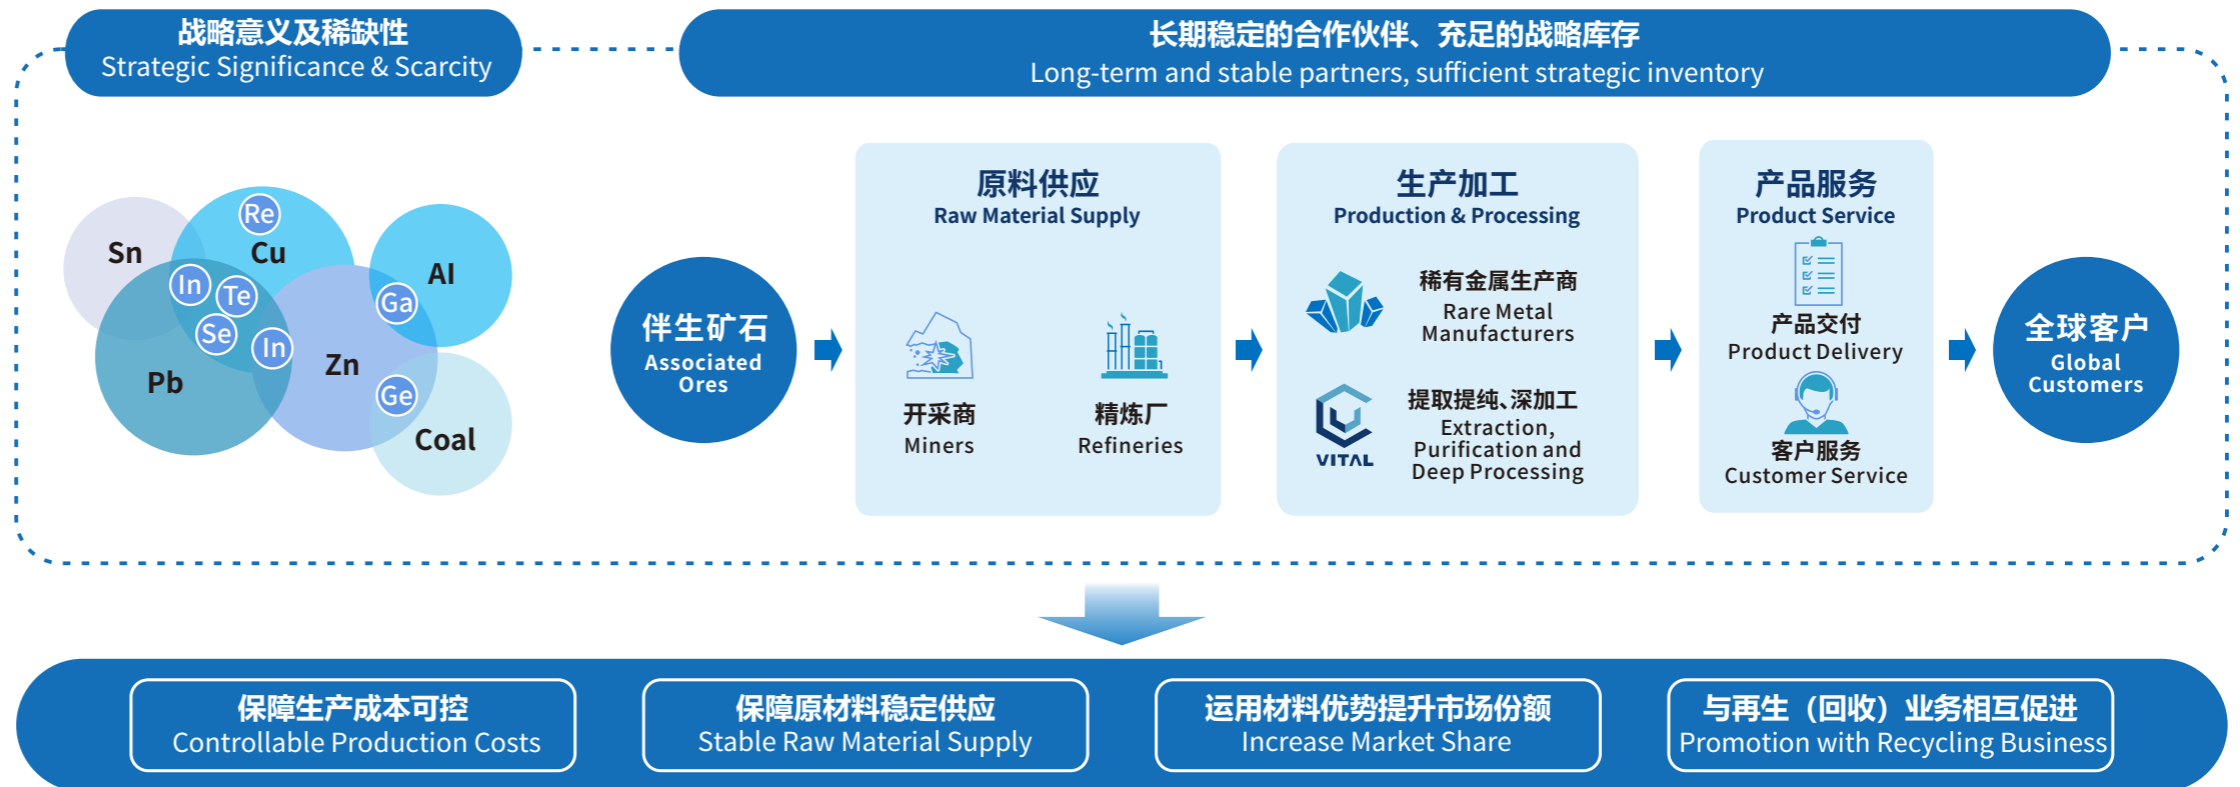 战略意义及稀缺性
Strategic Significance & Scarcity
长期稳定的合作伙伴、充足的战略库存
Long-term and stable partners, sufficient strategic inventory
Sn
Re
Cu
Al
In
Te
Ga
Se
In
Zn
Pb
Ge
Coal
伴生矿石
Associated
Ores
原料供应
Raw Material Supply
开采商
Miners
精炼厂
Refineries
生产加工
Production & Processing
稀有金属生产商
Rare Metal
Manufacturers
VITAL
提取提纯、深加工
Extraction,
Purification and
Deep Processing
产品服务
Product Service
产品交付
Product Delivery
客户服务
Customer Service
全球客户
Global
Customers
保障生产成本可控
Controllable Production Costs
保障原材料稳定供应
Stable Raw Material Supply
运用材料优势提升市场份额
Increase Market Share
与再生（回收）业务相互促进
Promotion with Recycling Business